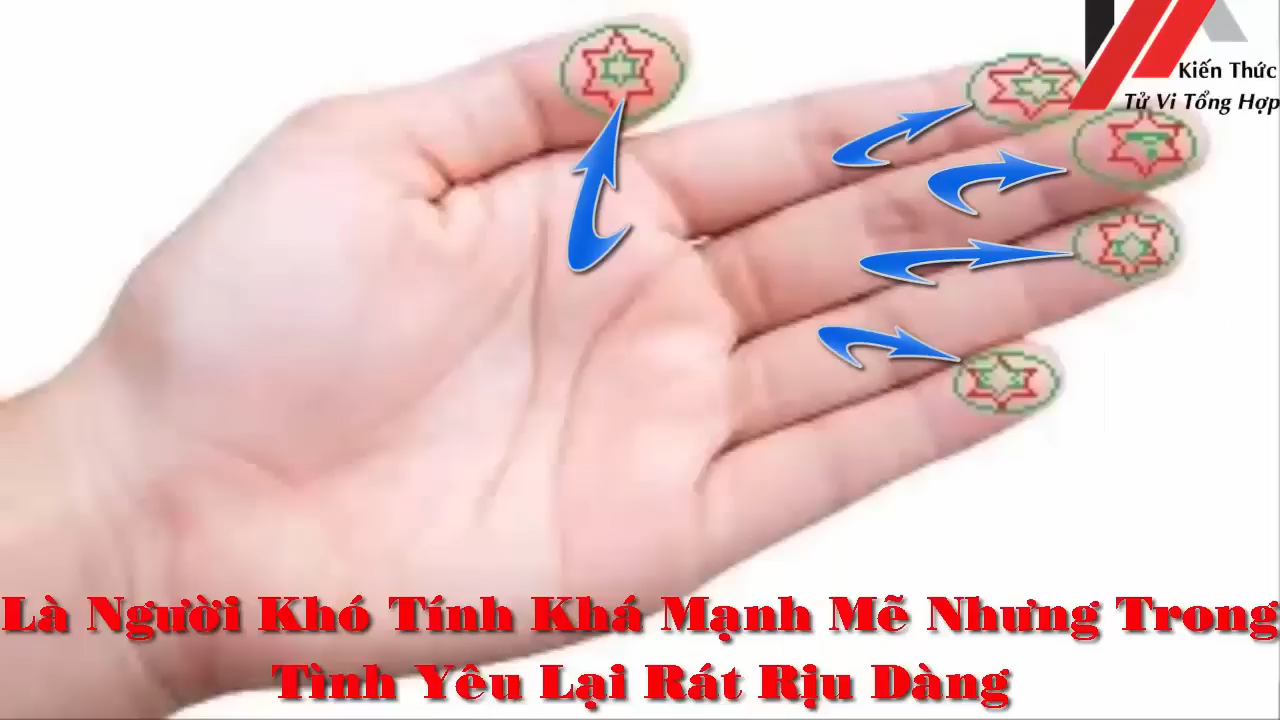 Kiến Thức
Tử Vi Tổng Hợp
Là Người Khó Tính Khá Mạnh Mẽ Nhưng Trong
Tình Yêu Lại Rát Rịu Dàng